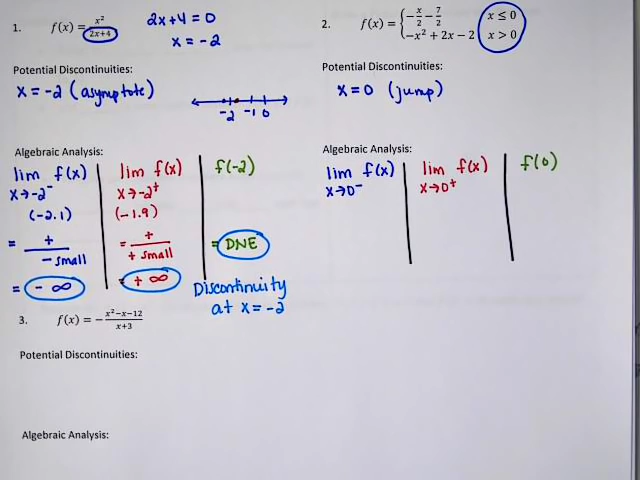 1. f(x) = x²/(2x+4) 2x+4 = 0
x = -2
Potential Discontinuities:
x = -2 (asymptote)
-2 -1 0
Algebraic Analysis:
lim f(x) x→-2⁻ | lim f(x) x→-2⁺ | f(-2)
(-2.1) (-1.9)
= +/(- small) = +/(+ small) = DNE
= -∞ = +∞
Discontinuity
at x = -2
2. f(x) = { -x/2 - 7/2 x ≤ 0
-x² + 2x - 2 x > 0
Potential Discontinuities:
x = 0 (jump)
Algebraic Analysis:
lim f(x) x→0⁻ | lim f(x) x→0⁺ | f(0)
3. f(x) = - (x²-x-12)/(x+3)
Potential Discontinuities:
Algebraic Analysis: